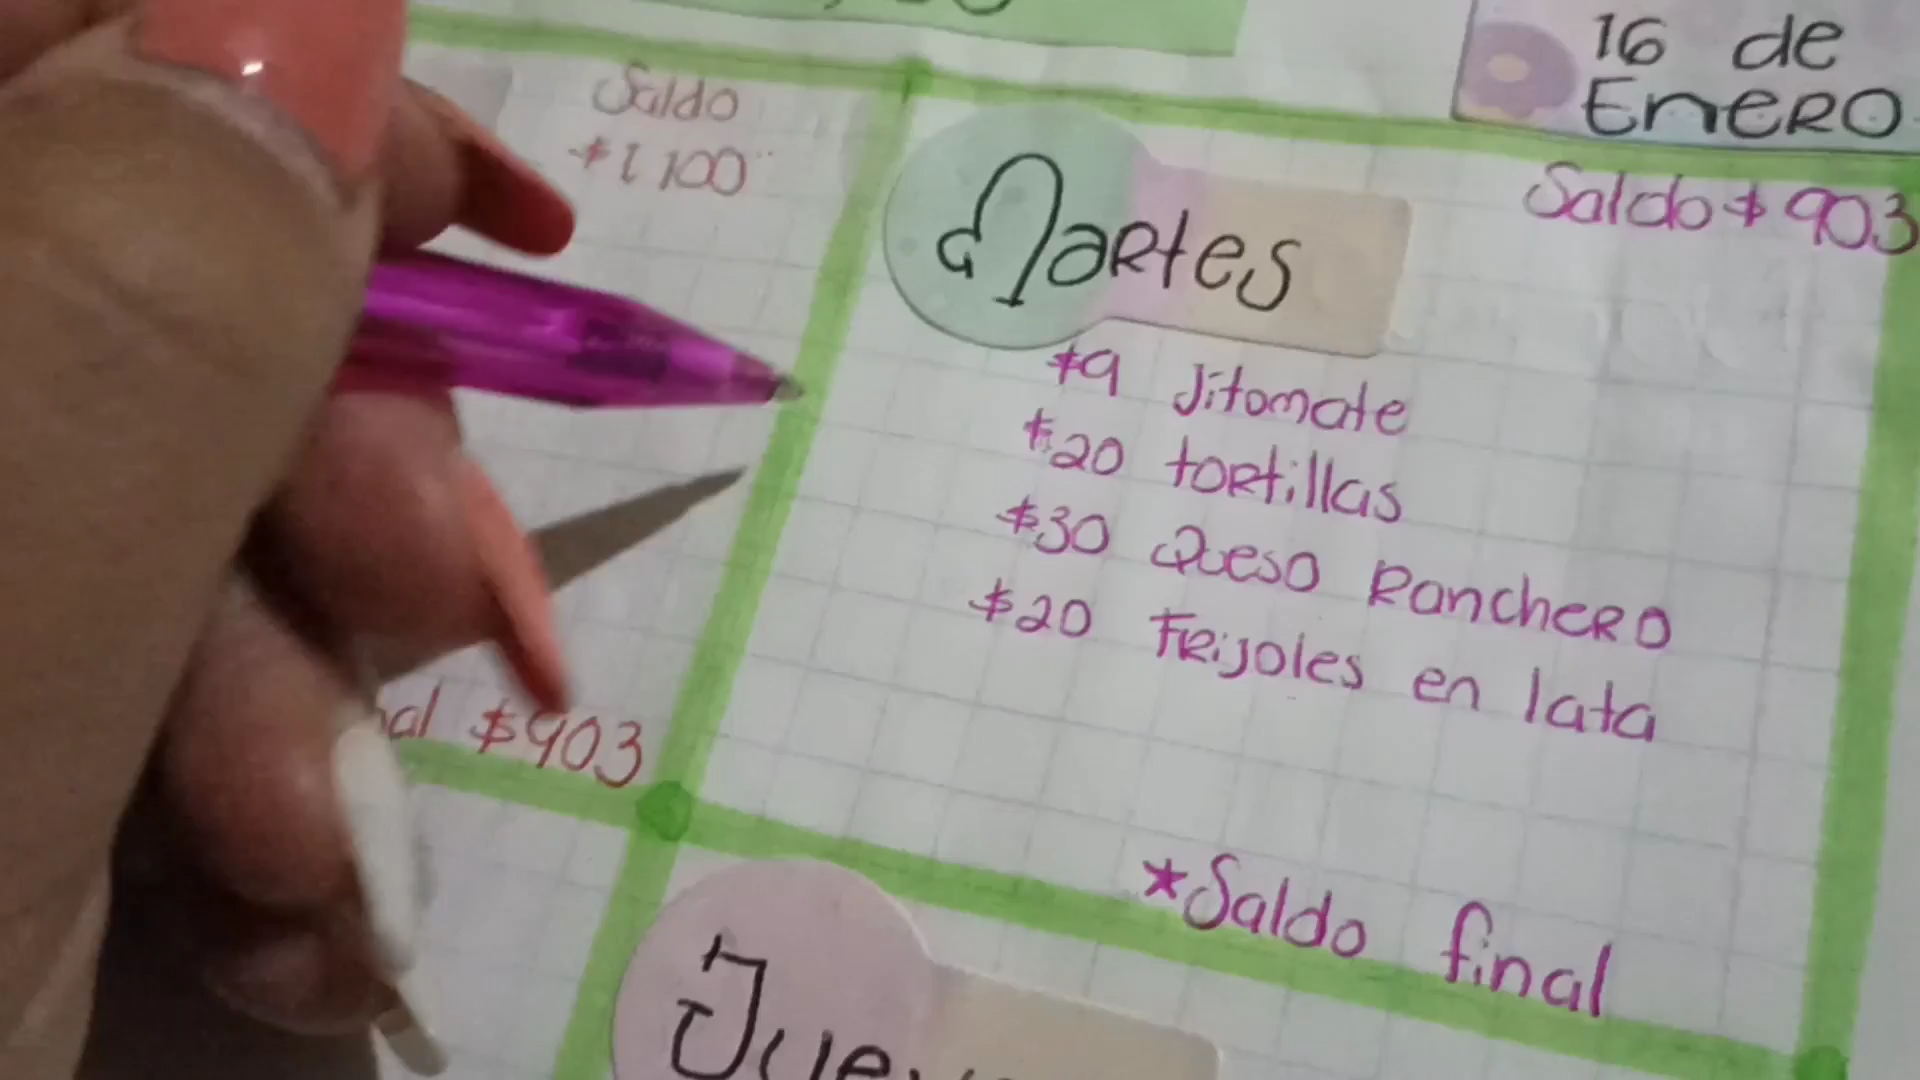 16 de
Enero
Saldo
$1100
Saldo $903
Martes
$9 Jitomate
$20 tortillas
$30 Queso Ranchero
$20 Frijoles en lata
$903
*Saldo final